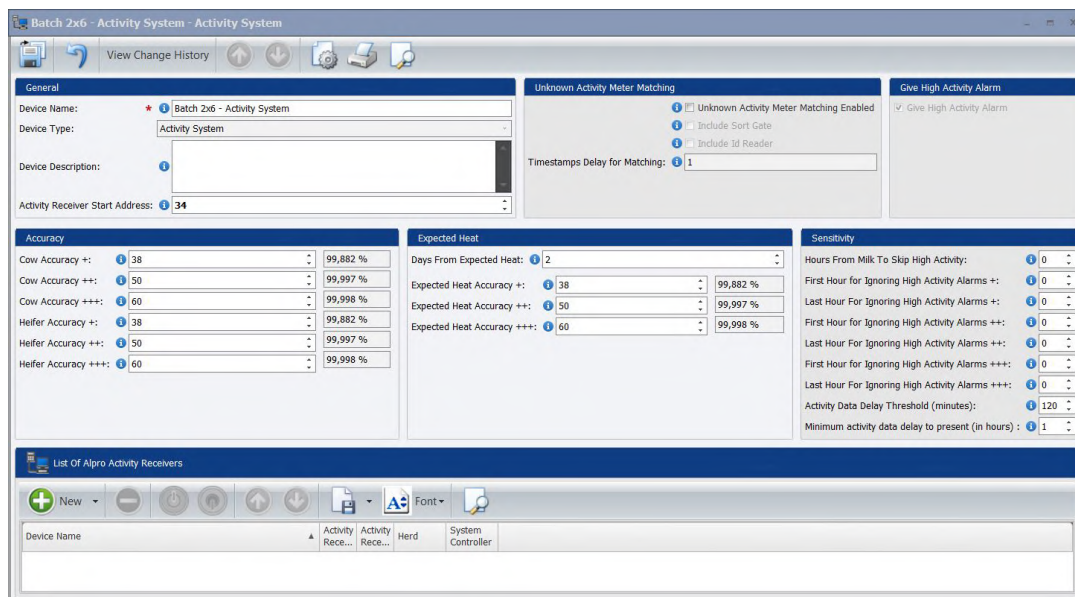 Batch 2x6 - Activity System - Activity System
View Change History
General
Device Name: * Batch 2x6 - Activity System
Device Type: Activity System
Device Description:
Activity Receiver Start Address: 34
Unknown Activity Meter Matching
Unknown Activity Meter Matching Enabled
Include Sort Gate
Include Id Reader
Timestamps Delay for Matching: 1
Give High Activity Alarm
Give High Activity Alarm
Accuracy
Cow Accuracy +: 38 99,882 %
Cow Accuracy ++: 50 99,997 %
Cow Accuracy +++: 60 99,998 %
Heifer Accuracy +: 38 99,882 %
Heifer Accuracy ++: 50 99,997 %
Heifer Accuracy +++: 60 99,998 %
Expected Heat
Days From Expected Heat: 2
Expected Heat Accuracy +: 38 99,882 %
Expected Heat Accuracy ++: 50 99,997 %
Expected Heat Accuracy +++: 60 99,998 %
Sensitivity
Hours From Milk To Skip High Activity: 0
First Hour for Ignoring High Activity Alarms +: 0
Last Hour For Ignoring High Activity Alarms +: 0
First Hour for Ignoring High Activity Alarms ++: 0
Last Hour For Ignoring High Activity Alarms ++: 0
First Hour for Ignoring High Activity Alarms +++: 0
Last Hour For Ignoring High Activity Alarms +++: 0
Activity Data Delay Threshold (minutes): 120
Minimum activity data delay to present (in hours) : 1
List Of Alpro Activity Receivers
New
A
Font
Device Name
Activity Rece...
Activity Rece...
Herd
System Controller